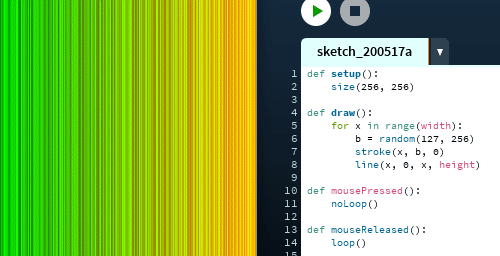 sketch_200517a ▼
1 def setup():
2     size(256, 256)
3
4 def draw():
5     for x in range(width):
6         b = random(127, 256)
7         stroke(x, b, 0)
8         line(x, 0, x, height)
9
10 def mousePressed():
11     noLoop()
12
13 def mouseReleased():
14     loop()
15